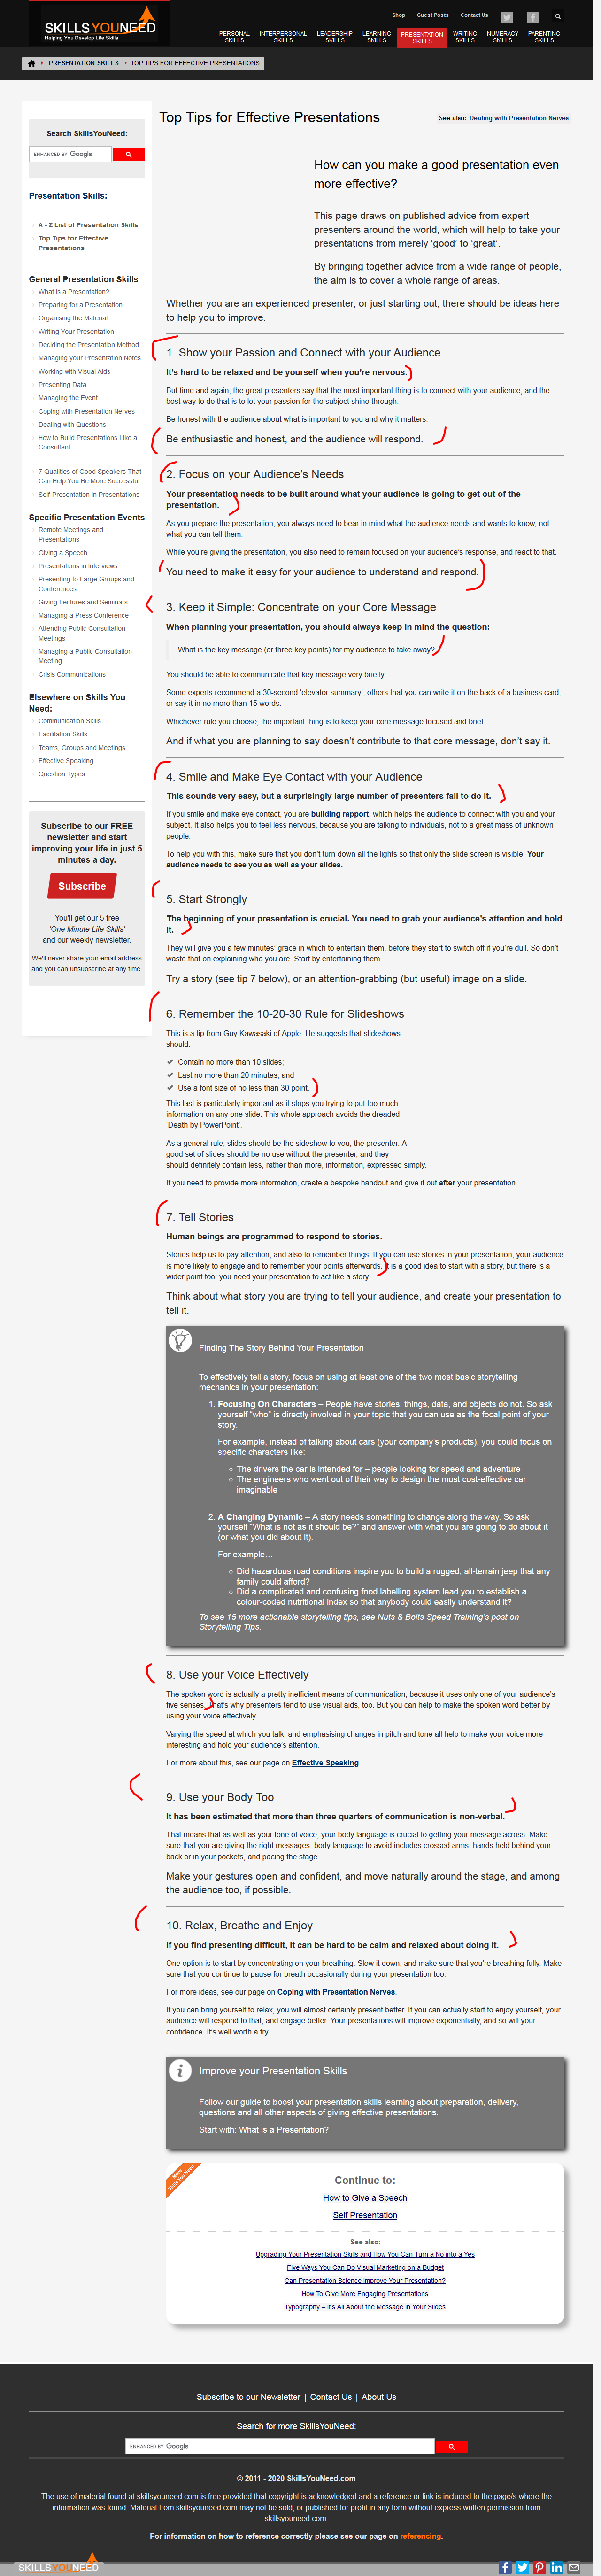 SKILLSYOUNEED
Helping You Develop Life Skills
Shop Guest Posts Contact Us
PERSONAL SKILLS INTERPERSONAL SKILLS LEADERSHIP SKILLS LEARNING SKILLS PRESENTATION SKILLS WRITING SKILLS NUMERACY SKILLS PARENTING SKILLS
PRESENTATION SKILLS TOP TIPS FOR EFFECTIVE PRESENTATIONS
Search SkillsYouNeed:
ENHANCED BY Google
Presentation Skills:
A - Z List of Presentation Skills
Top Tips for Effective
Presentations
General Presentation Skills
What is a Presentation?
Preparing for a Presentation
Organising the Material
Writing Your Presentation
Deciding the Presentation Method
Managing your Presentation Notes
Working with Visual Aids
Presenting Data
Managing the Event
Coping with Presentation Nerves
Dealing with Questions
How to Build Presentations Like a
Consultant
7 Qualities of Good Speakers That
Can Help You Be More Successful
Self-Presentation in Presentations
Specific Presentation Events
Remote Meetings and
Presentations
Giving a Speech
Presentations in Interviews
Presenting to Large Groups and
Conferences
Giving Lectures and Seminars
Managing a Press Conference
Attending Public Consultation
Meetings
Managing a Public Consultation
Meeting
Crisis Communications
Elsewhere on Skills You
Need:
Communication Skills
Facilitation Skills
Teams, Groups and Meetings
Effective Speaking
Question Types
Subscribe to our FREE
newsletter and start
improving your life in just 5
minutes a day.
Subscribe
You'll get our 5 free
'One Minute Life Skills'
and our weekly newsletter.
We'll never share your email address
and you can unsubscribe at any time.
Top Tips for Effective Presentations
See also: Dealing with Presentation Nerves
How can you make a good presentation even
more effective?
This page draws on published advice from expert
presenters around the world, which will help to take your
presentations from merely ‘good’ to ‘great’.
By bringing together advice from a wide range of people,
the aim is to cover a whole range of areas.
Whether you are an experienced presenter, or just starting out, there should be ideas here
to help you to improve.
1. Show your Passion and Connect with your Audience
It’s hard to be relaxed and be yourself when you’re nervous.
But time and again, the great presenters say that the most important thing is to connect with your audience, and the
best way to do that is to let your passion for the subject shine through.
Be honest with the audience about what is important to you and why it matters.
Be enthusiastic and honest, and the audience will respond.
2. Focus on your Audience’s Needs
Your presentation needs to be built around what your audience is going to get out of the
presentation.
As you prepare the presentation, you always need to bear in mind what the audience needs and wants to know, not
what you can tell them.
While you’re giving the presentation, you also need to remain focused on your audience’s response, and react to that.
You need to make it easy for your audience to understand and respond.
3. Keep it Simple: Concentrate on your Core Message
When planning your presentation, you should always keep in mind the question:
What is the key message (or three key points) for my audience to take away?
You should be able to communicate that key message very briefly.
Some experts recommend a 30-second ‘elevator summary’, others that you can write it on the back of a business card,
or say it in no more than 15 words.
Whichever rule you choose, the important thing is to keep your core message focused and brief.
And if what you are planning to say doesn’t contribute to that core message, don’t say it.
4. Smile and Make Eye Contact with your Audience
This sounds very easy, but a surprisingly large number of presenters fail to do it.
If you smile and make eye contact, you are building rapport, which helps the audience to connect with you and your
subject. It also helps you to feel less nervous, because you are talking to individuals, not to a great mass of unknown
people.
To help you with this, make sure that you don’t turn down all the lights so that only the slide screen is visible. Your
audience needs to see you as well as your slides.
5. Start Strongly
The beginning of your presentation is crucial. You need to grab your audience’s attention and hold
it.
They will give you a few minutes’ grace in which to entertain them, before they start to switch off if you’re dull. So don’t
waste that on explaining who you are. Start by entertaining them.
Try a story (see tip 7 below), or an attention-grabbing (but useful) image on a slide.
6. Remember the 10-20-30 Rule for Slideshows
This is a tip from Guy Kawasaki of Apple. He suggests that slideshows
should:
Contain no more than 10 slides;
Last no more than 20 minutes; and
Use a font size of no less than 30 point.
This last is particularly important as it stops you trying to put too much
information on any one slide. This whole approach avoids the dreaded
‘Death by PowerPoint’.
As a general rule, slides should be the sideshow to you, the presenter. A
good set of slides should be no use without the presenter, and they
should definitely contain less, rather than more, information, expressed simply.
If you need to provide more information, create a bespoke handout and give it out after your presentation.
7. Tell Stories
Human beings are programmed to respond to stories.
Stories help us to pay attention, and also to remember things. If you can use stories in your presentation, your audience
is more likely to engage and to remember your points afterwards. It is a good idea to start with a story, but there is a
wider point too: you need your presentation to act like a story.
Think about what story you are trying to tell your audience, and create your presentation to
tell it.
Finding The Story Behind Your Presentation
To effectively tell a story, focus on using at least one of the two most basic storytelling
mechanics in your presentation:
1. Focusing On Characters – People have stories; things, data, and objects do not. So ask
yourself “who” is directly involved in your topic that you can use as the focal point of your
story.
For example, instead of talking about cars (your company’s products), you could focus on
specific characters like:
The drivers the car is intended for – people looking for speed and adventure
The engineers who went out of their way to design the most cost-effective car
imaginable
2. A Changing Dynamic – A story needs something to change along the way. So ask
yourself “What is not as it should be?” and answer with what you are going to do about it
(or what you did about it).
For example…
Did hazardous road conditions inspire you to build a rugged, all-terrain jeep that any
family could afford?
Did a complicated and confusing food labelling system lead you to establish a
colour-coded nutritional index so that anybody could easily understand it?
To see 15 more actionable storytelling tips, see Nuts & Bolts Speed Training’s post on
Storytelling Tips.
8. Use your Voice Effectively
The spoken word is actually a pretty inefficient means of communication, because it uses only one of your audience’s
five senses. That’s why presenters tend to use visual aids, too. But you can help to make the spoken word better by
using your voice effectively.
Varying the speed at which you talk, and emphasising changes in pitch and tone all help to make your voice more
interesting and hold your audience’s attention.
For more about this, see our page on Effective Speaking.
9. Use your Body Too
It has been estimated that more than three quarters of communication is non-verbal.
That means that as well as your tone of voice, your body language is crucial to getting your message across. Make
sure that you are giving the right messages: body language to avoid includes crossed arms, hands held behind your
back or in your pockets, and pacing the stage.
Make your gestures open and confident, and move naturally around the stage, and among
the audience too, if possible.
10. Relax, Breathe and Enjoy
If you find presenting difficult, it can be hard to be calm and relaxed about doing it.
One option is to start by concentrating on your breathing. Slow it down, and make sure that you’re breathing fully. Make
sure that you continue to pause for breath occasionally during your presentation too.
For more ideas, see our page on Coping with Presentation Nerves.
If you can bring yourself to relax, you will almost certainly present better. If you can actually start to enjoy yourself, your
audience will respond to that, and engage better. Your presentations will improve exponentially, and so will your
confidence. It’s well worth a try.
Improve your Presentation Skills
Follow our guide to boost your presentation skills learning about preparation, delivery,
questions and all other aspects of giving effective presentations.
Start with: What is a Presentation?
More
Skills You Need
Continue to:
How to Give a Speech
Self Presentation
See also:
Upgrading Your Presentation Skills and How You Can Turn a No into a Yes
Five Ways You Can Do Visual Marketing on a Budget
Can Presentation Science Improve Your Presentation?
How To Give More Engaging Presentations
Typography – It’s All About the Message in Your Slides
Subscribe to our Newsletter | Contact Us | About Us
Search for more SkillsYouNeed:
ENHANCED BY Google
© 2011 - 2020 SkillsYouNeed.com
The use of material found at skillsyouneed.com is free provided that copyright is acknowledged and a reference or link is included to the page/s where the
information was found. Material from skillsyouneed.com may not be sold, or published for profit in any form without express written permission from
skillsyouneed.com.
For information on how to reference correctly please see our page on referencing.
SKILLSYOUNEED